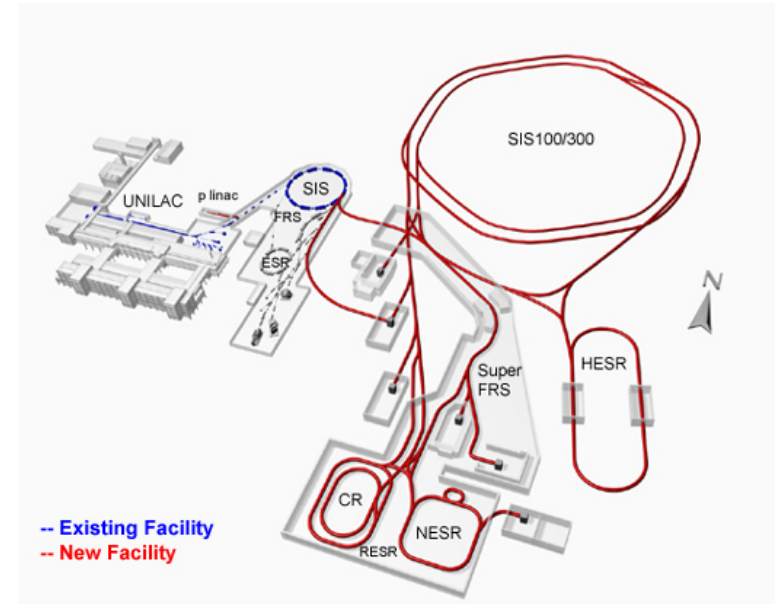 SIS100/300
SIS
p linac
UNILAC
FRS
ESR
N
HESR
Super
FRS
CR
NESR
RESR
-- Existing Facility
-- New Facility